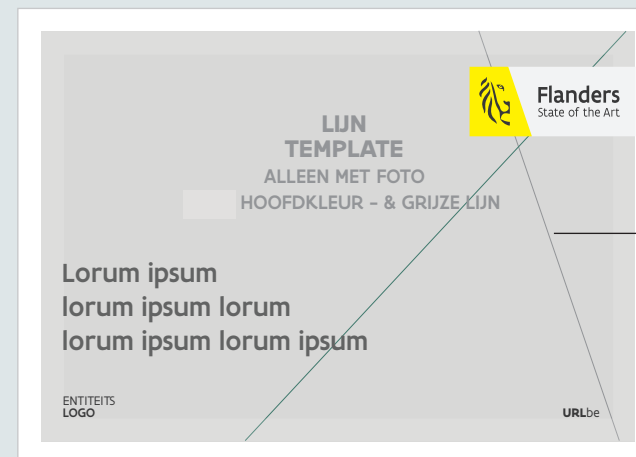 Flanders
State of the Art
LIJN
TEMPLATE
ALLEEN MET FOTO
HOOFDKLEUR - & GRIJZE LIJN
Lorum ipsum
lorum ipsum lorum
lorum ipsum lorum ipsum
ENTITEITS
LOGO
URLbe